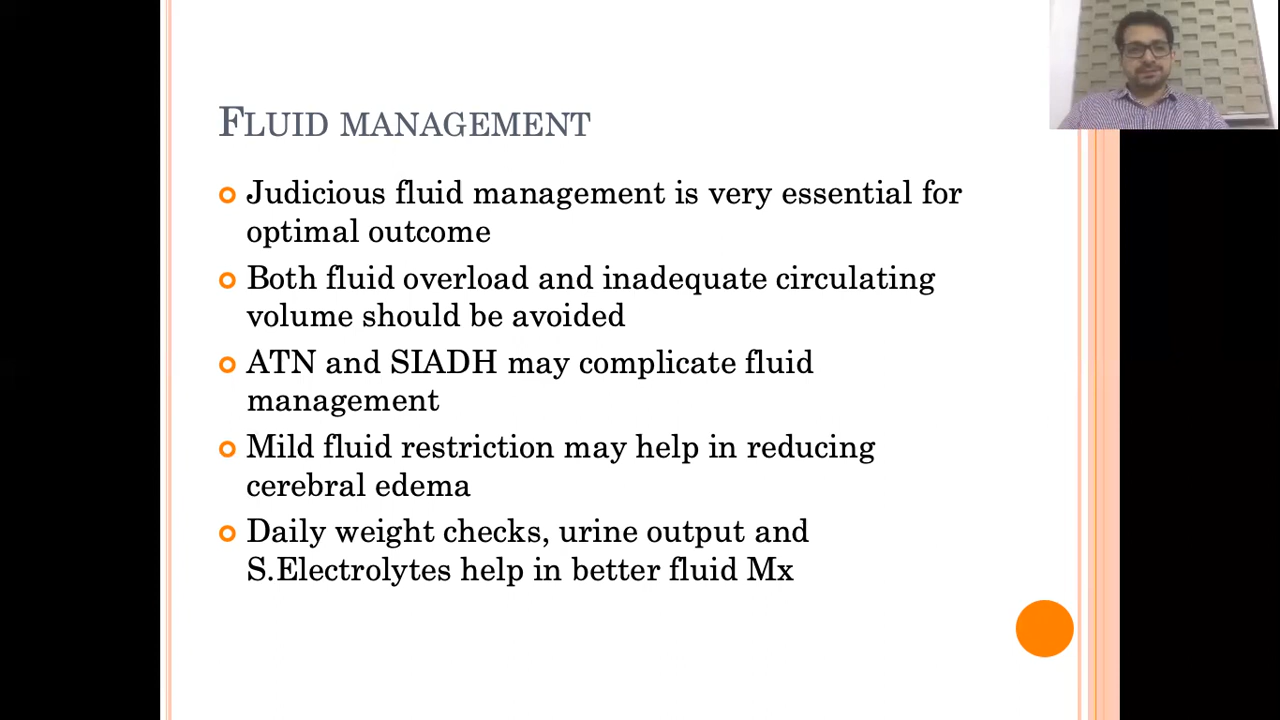 FLUID MANAGEMENT
Judicious fluid management is very essential for
optimal outcome
Both fluid overload and inadequate circulating
volume should be avoided
ATN and SIADH may complicate fluid
management
Mild fluid restriction may help in reducing
cerebral edema
Daily weight checks, urine output and
S.Electrolytes help in better fluid Mx